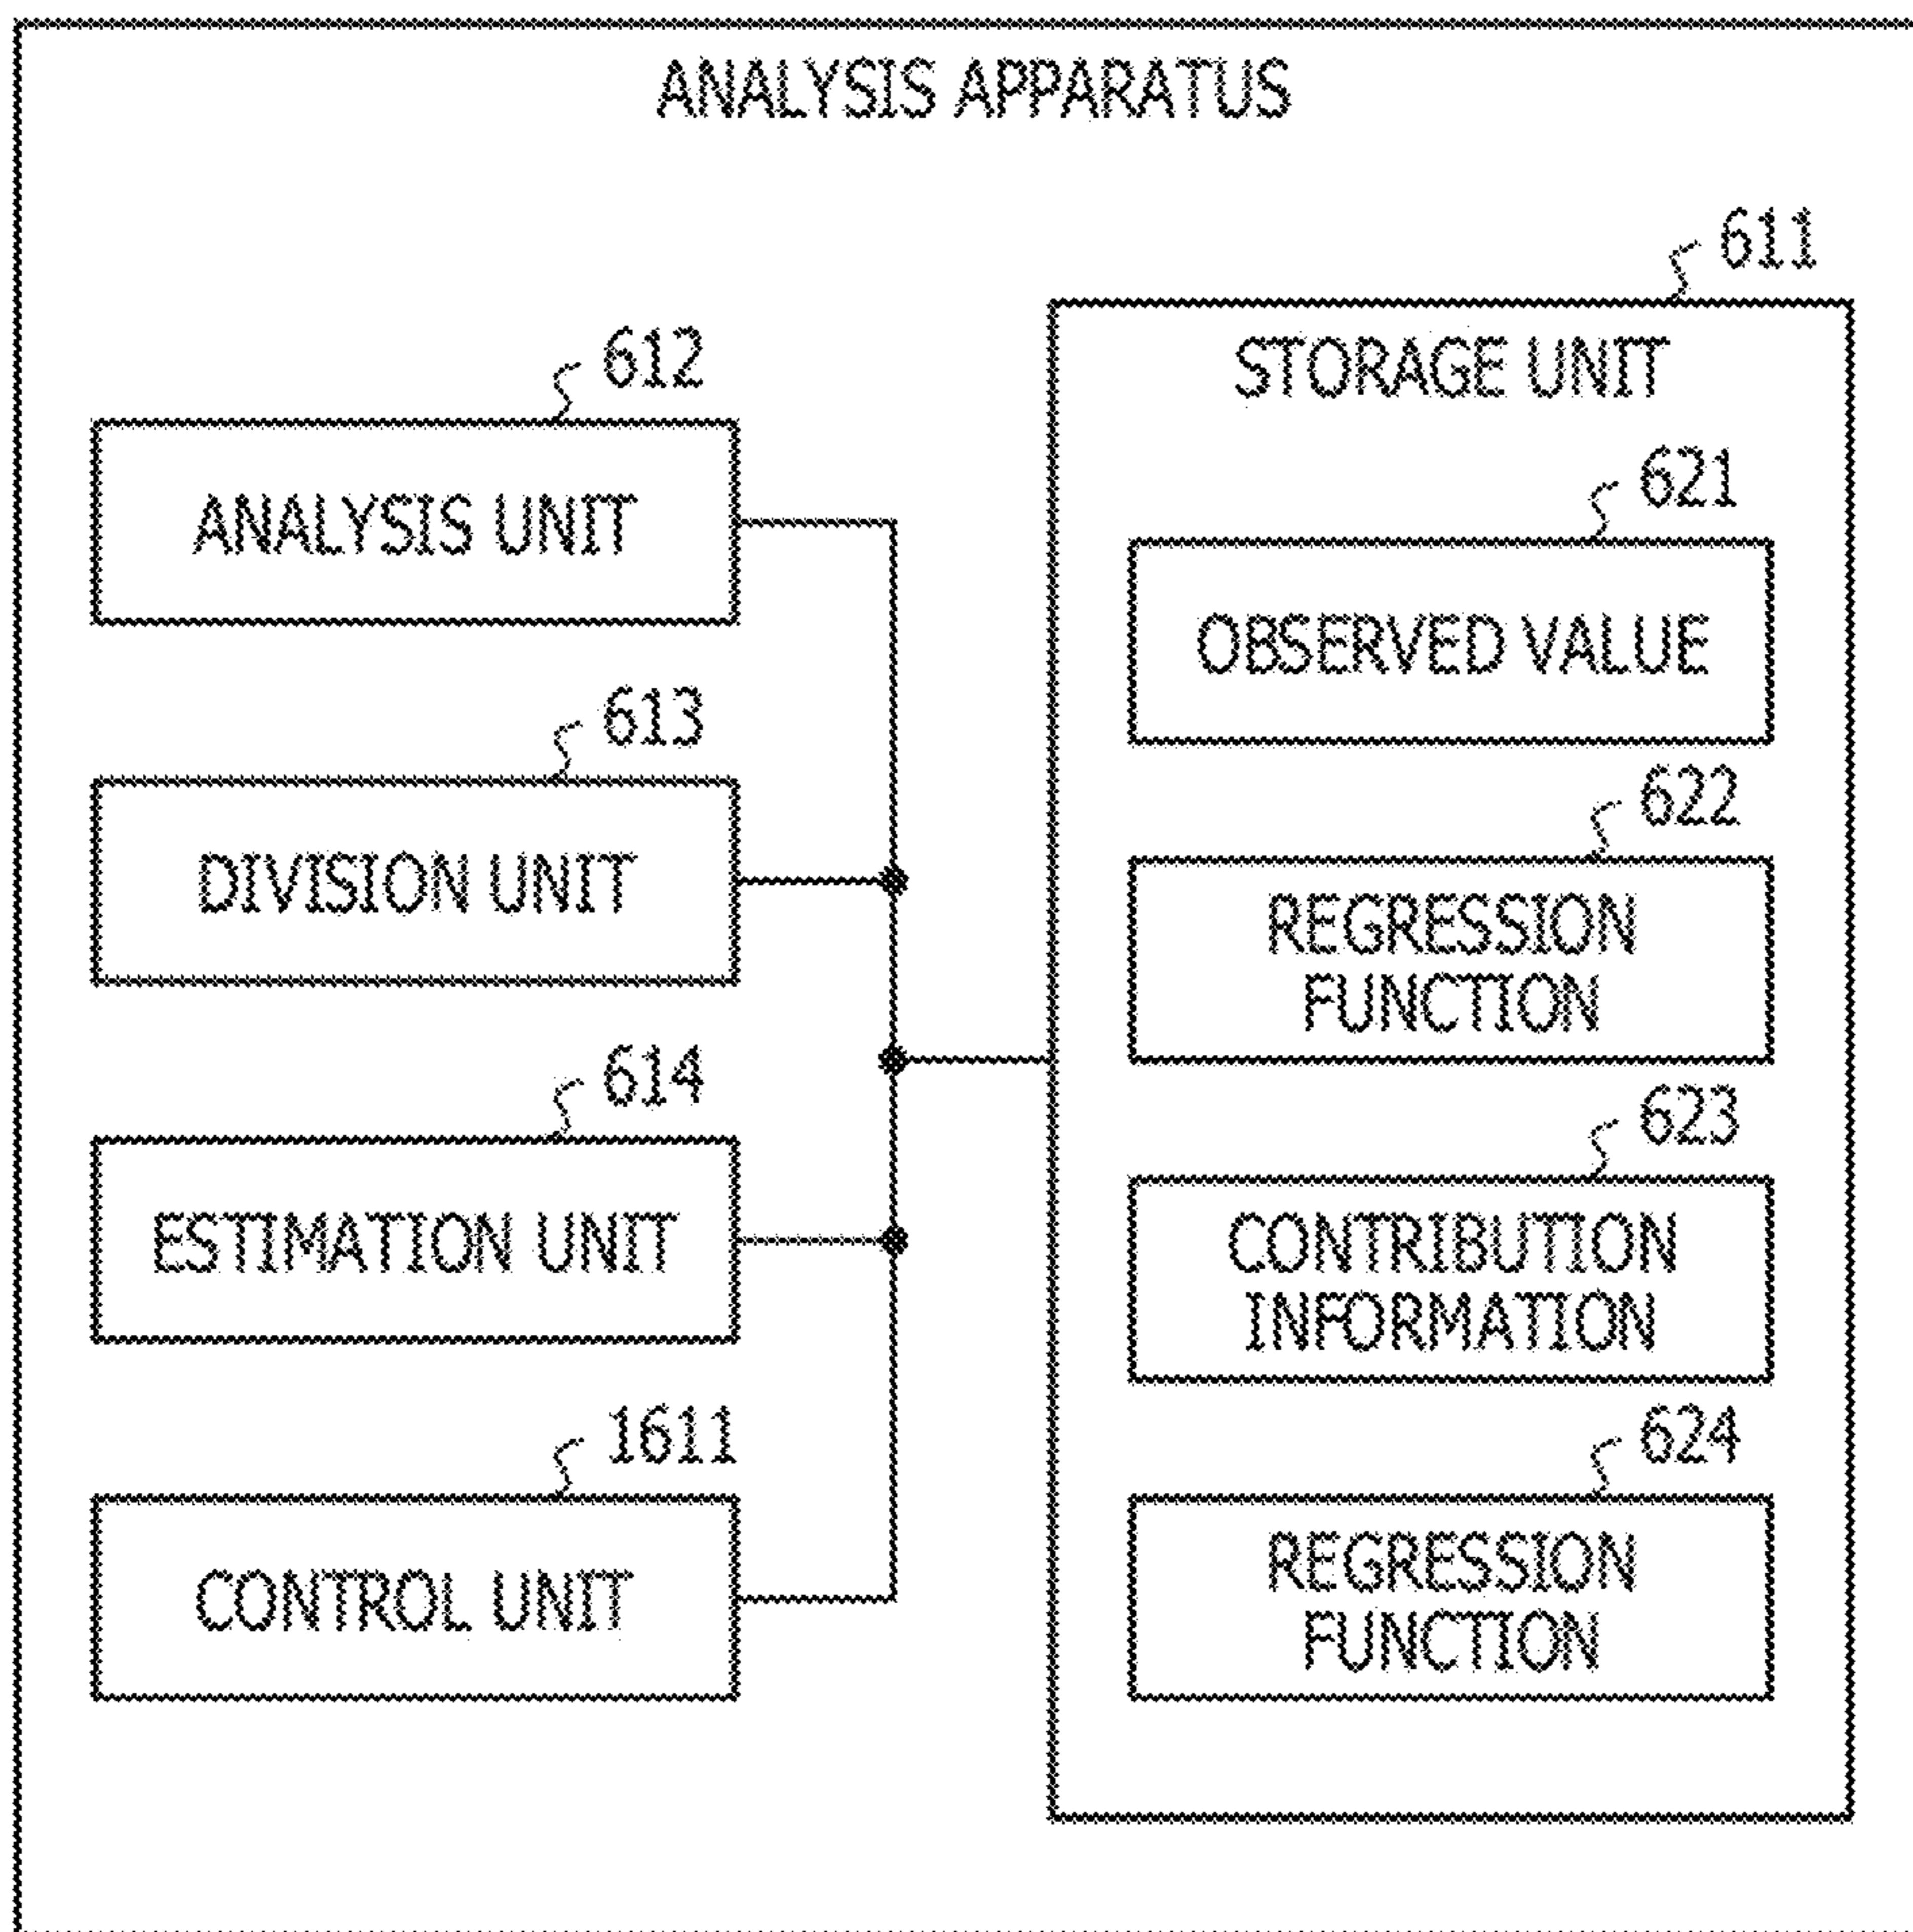 ANALYSIS APPARATUS
611
STORAGE UNIT
612
ANALYSIS UNIT
621
OBSERVED VALUE
613
DIVISION UNIT
622
REGRESSION
FUNCTION
614
ESTIMATION UNIT
623
CONTRIBUTION
INFORMATION
1611
CONTROL UNIT
624
REGRESSION
FUNCTION